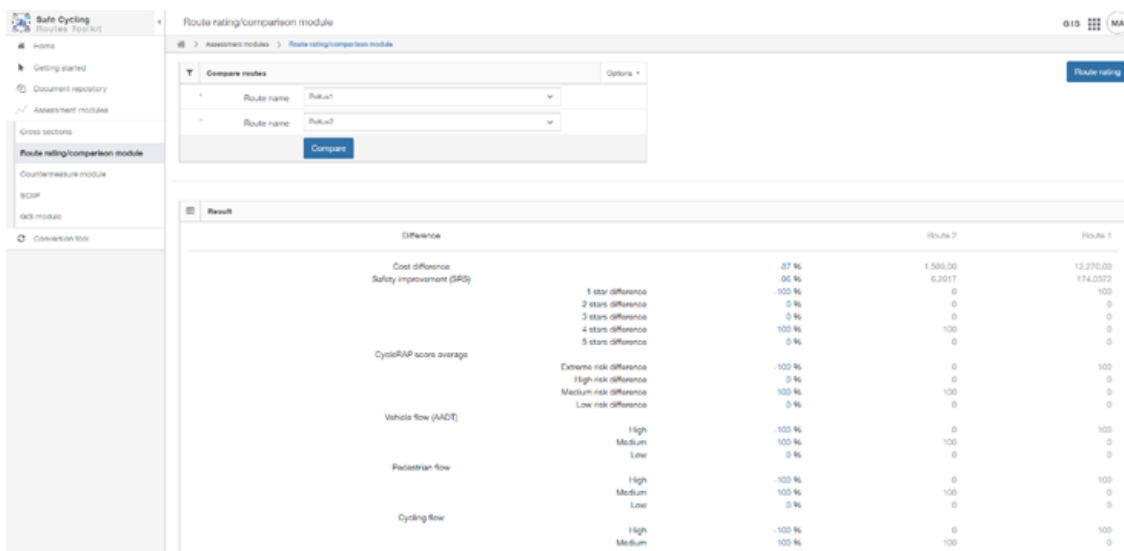 Safe Cycling
Routes Toolkit
Route rating/comparison module
GIS
MA
Home
Assessment modules > Route rating/comparison module
Getting started
Document repository
Assessment modules
Cross sections
Route rating/comparison module
Countermeasure module
GIS module
Conversion tool
Compare routes
Options
Route rating
* Route name
* Route name
Compare
Result
Difference Route 2 Route 1
Cost difference -87 % 12,270,00
Safety improvement (SRS) -96 % 6,2017 174,0372
1 star difference -100 % 0 100
2 stars difference 0 % 0 0
3 stars difference 0 % 0 0
4 stars difference 100 % 100 0
5 stars difference 0 % 0 0
CycleRAP score average
Extreme risk difference -100 % 0 100
High risk difference 0 % 0 0
Medium risk difference 100 % 100 0
Low risk difference 0 % 0 0
Vehicle flow (AADT)
High -100 % 0 100
Medium 100 % 100 0
Low 0 % 0 0
Pedestrian flow
High -100 % 0 100
Medium 100 % 100 0
Low 0 % 0 0
Cycling flow
High -100 % 0 100
Medium 100 % 100 0